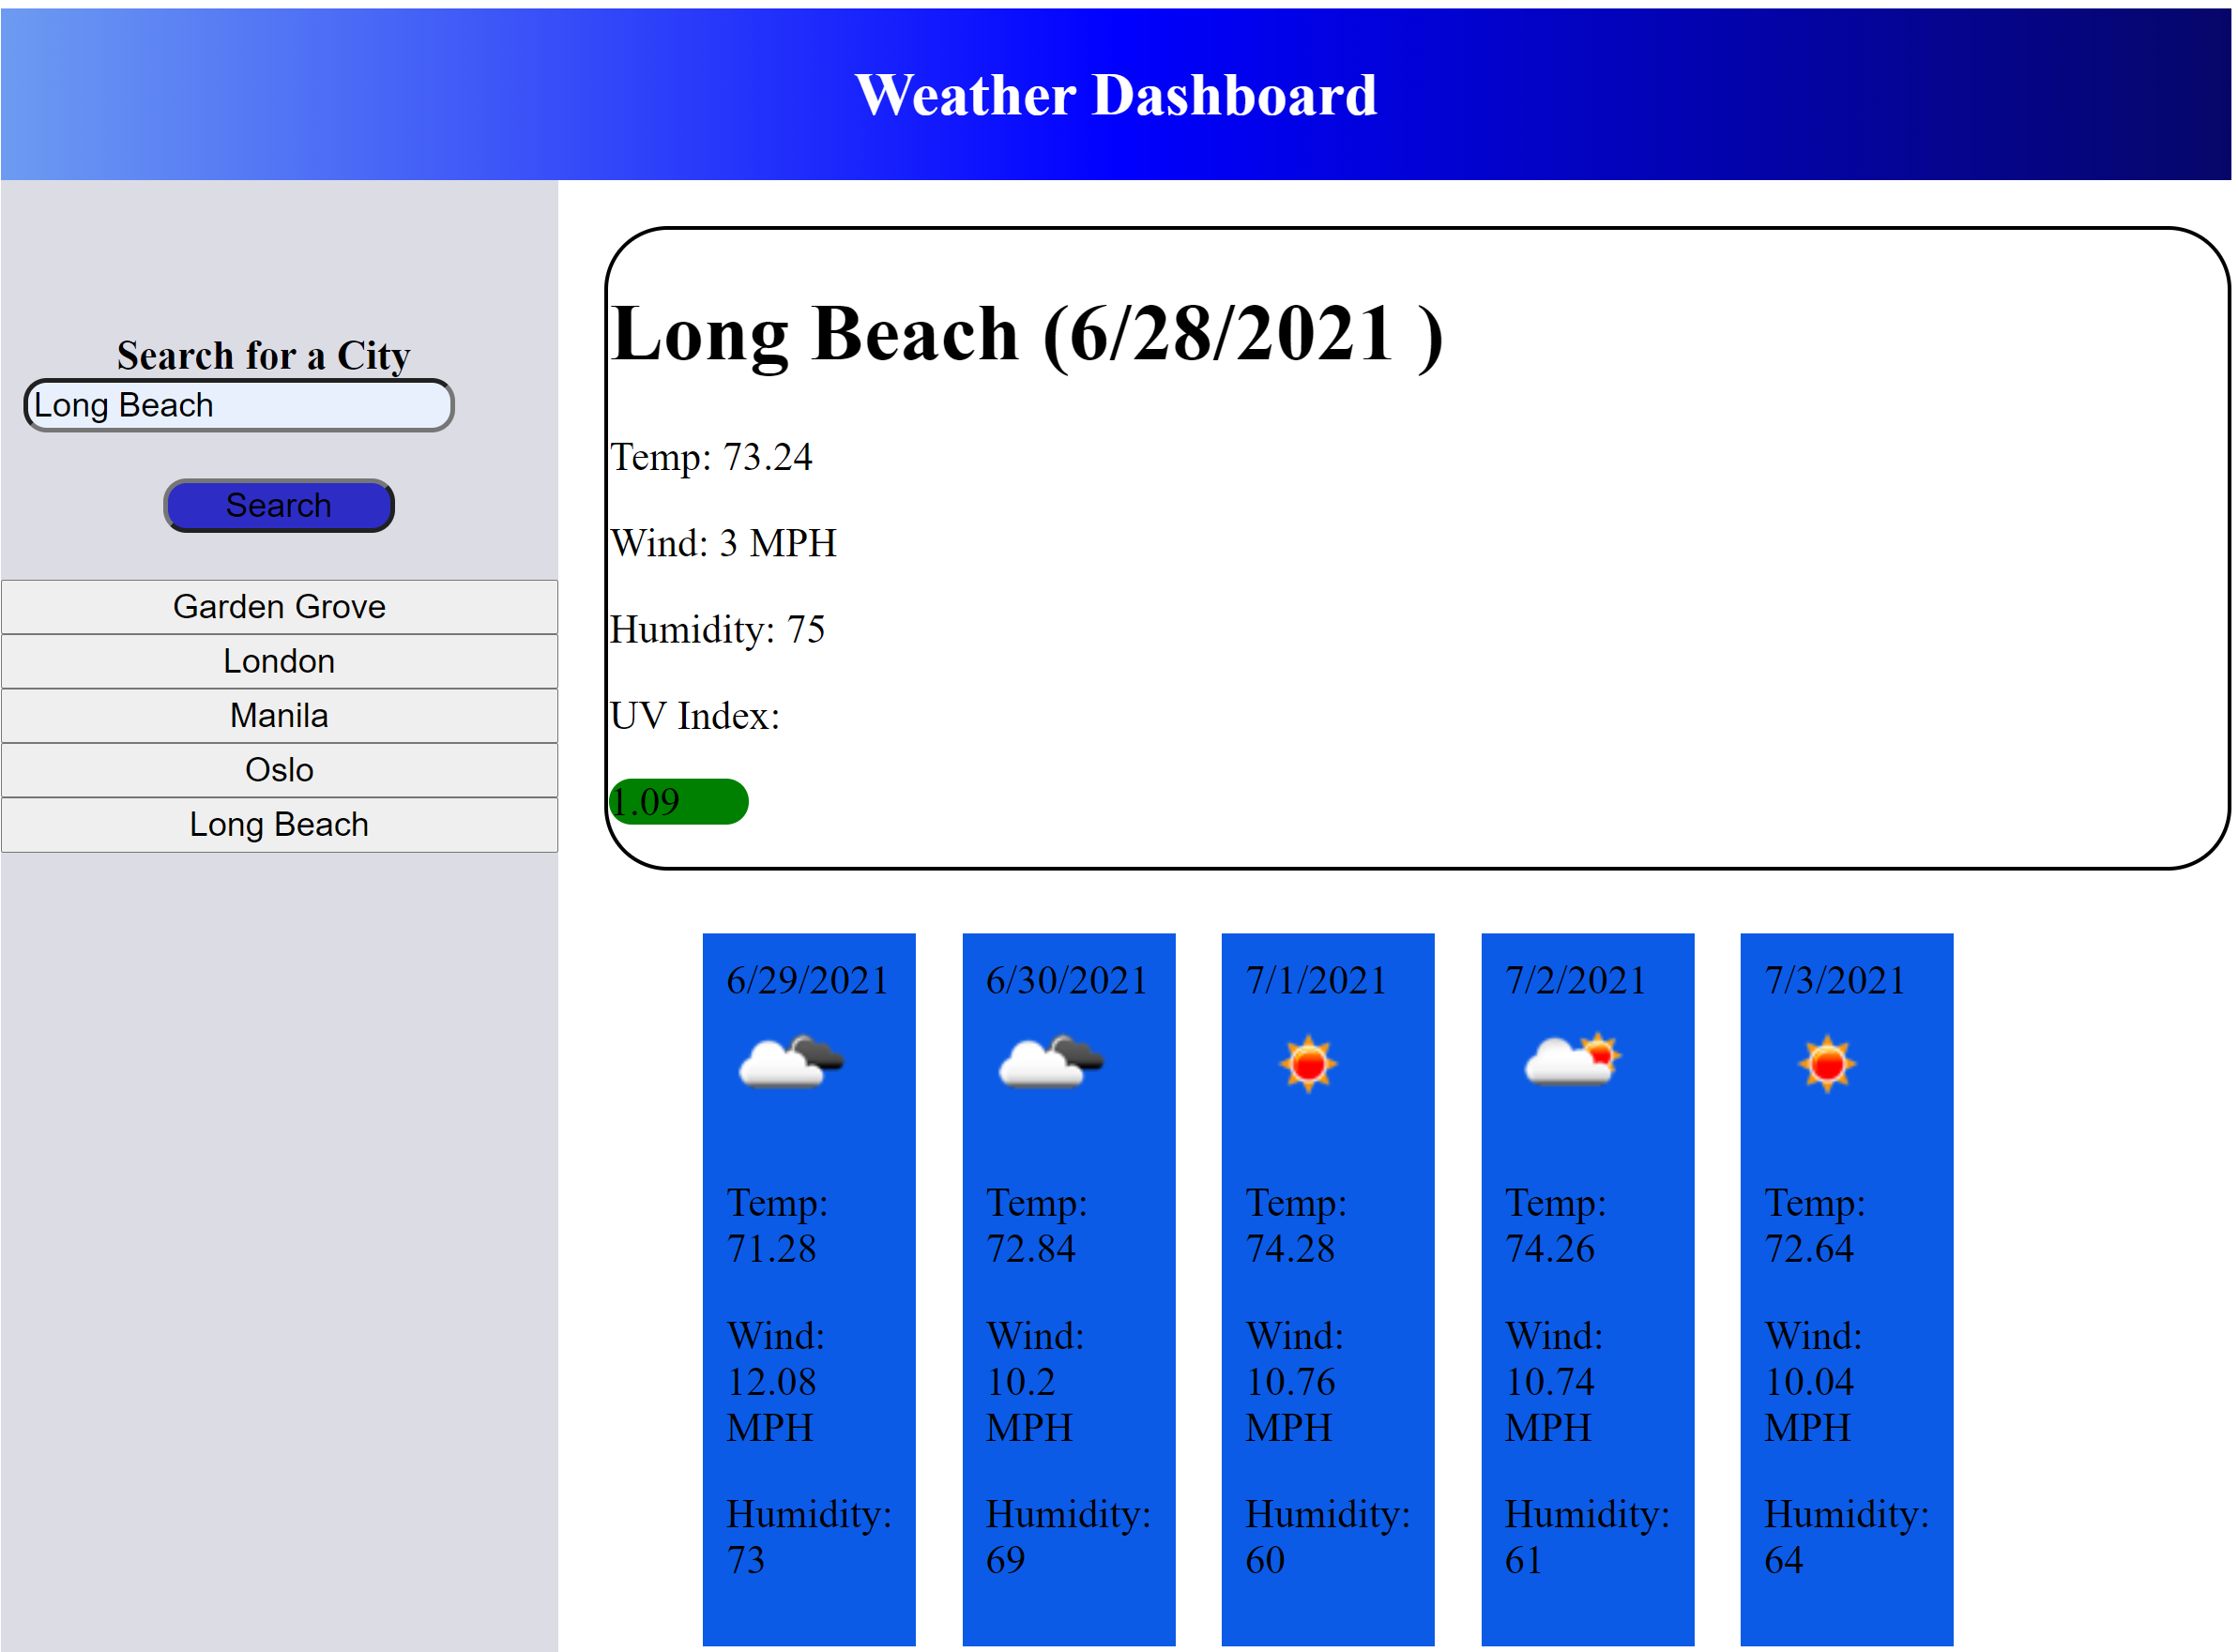 Weather Dashboard
Search for a City
Long Beach
Search
Garden Grove
London
Manila
Oslo
Long Beach
Long Beach (6/28/2021 )
Temp: 73.24
Wind: 3 MPH
Humidity: 75
UV Index:
1.09
6/29/2021
Temp:
71.28
Wind:
12.08
MPH
Humidity:
73
6/30/2021
Temp:
72.84
Wind:
10.2
MPH
Humidity:
69
7/1/2021
Temp:
74.28
Wind:
10.76
MPH
Humidity:
60
7/2/2021
Temp:
74.26
Wind:
10.74
MPH
Humidity:
61
7/3/2021
Temp:
72.64
Wind:
10.04
MPH
Humidity:
64